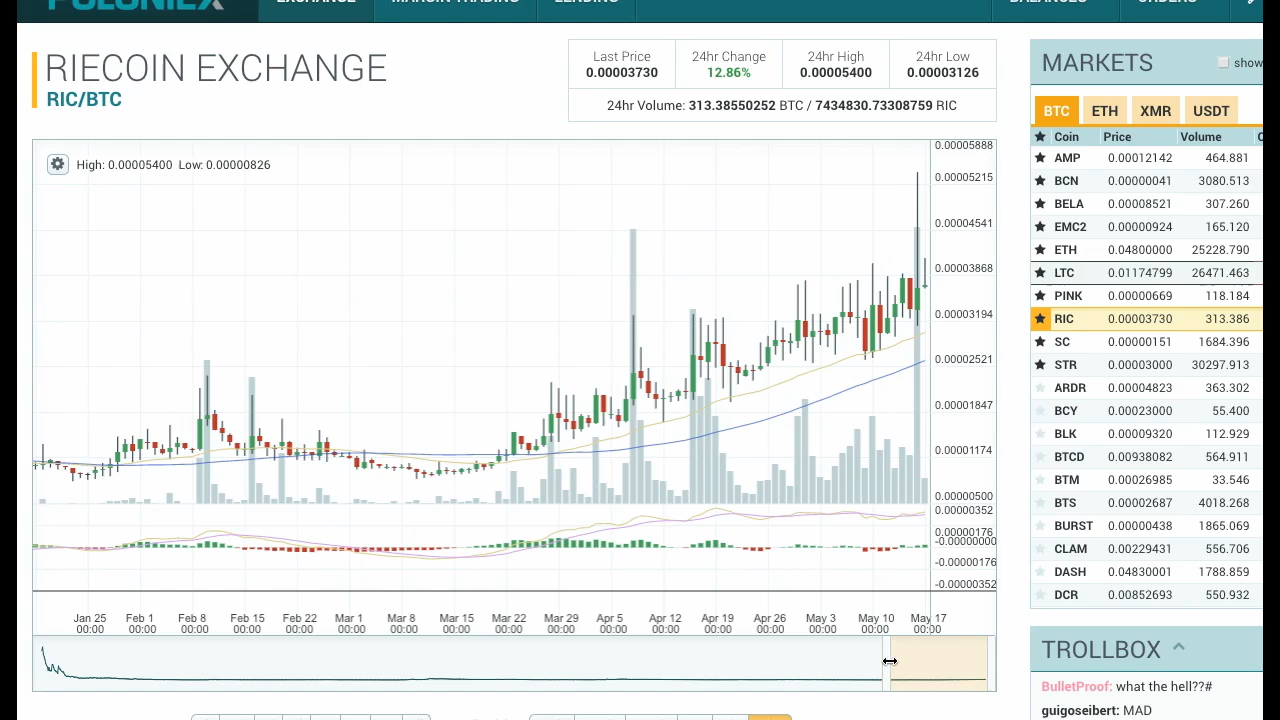 POLONIEX
EXCHANGE
MARGIN TRADING
LENDING
BALANCES
ORDERS
RIECOIN EXCHANGE
RIC/BTC
Last Price
0.00003730
24hr Change
12.86%
24hr High
0.00005400
24hr Low
0.00003126
24hr Volume: 313.38550252 BTC / 7434830.73308759 RIC
High: 0.00005400 Low: 0.00000826
0.00005888
0.00005215
0.00004541
0.00003868
0.00003194
0.00002521
0.00001847
0.00001174
0.00000500
0.00000352
0.00000176
-0.00000000
-0.00000176
-0.00000352
Jan 25 Feb 1 Feb 8 Feb 15 Feb 22 Mar 1 Mar 8 Mar 15 Mar 22 Mar 29 Apr 5 Apr 12 Apr 19 Apr 26 May 3 May 10 May 17
00:00 00:00 00:00 00:00 00:00 00:00 00:00 00:00 00:00 00:00 00:00 00:00 00:00 00:00 00:00 00:00 00:00
MARKETS
show
BTC ETH XMR USDT
Coin Price Volume
AMP 0.00012142 464.881
BCN 0.00000041 3080.513
BELA 0.00008521 307.260
EMC2 0.00000924 165.120
ETH 0.04800000 25228.790
LTC 0.01174799 26471.463
PINK 0.00000669 118.184
RIC 0.00003730 313.386
SC 0.00000151 1684.396
STR 0.00003000 30297.913
ARDR 0.00004823 363.302
BCY 0.00023000 55.400
BLK 0.00009320 112.929
BTCD 0.00938082 564.911
BTM 0.00026985 33.546
BTS 0.00002687 4018.268
BURST 0.00000438 1865.069
CLAM 0.00229431 556.706
DASH 0.04830001 1788.859
DCR 0.00852693 550.932
TROLLBOX
BulletProof: what the hell??#
guigoseibert: MAD